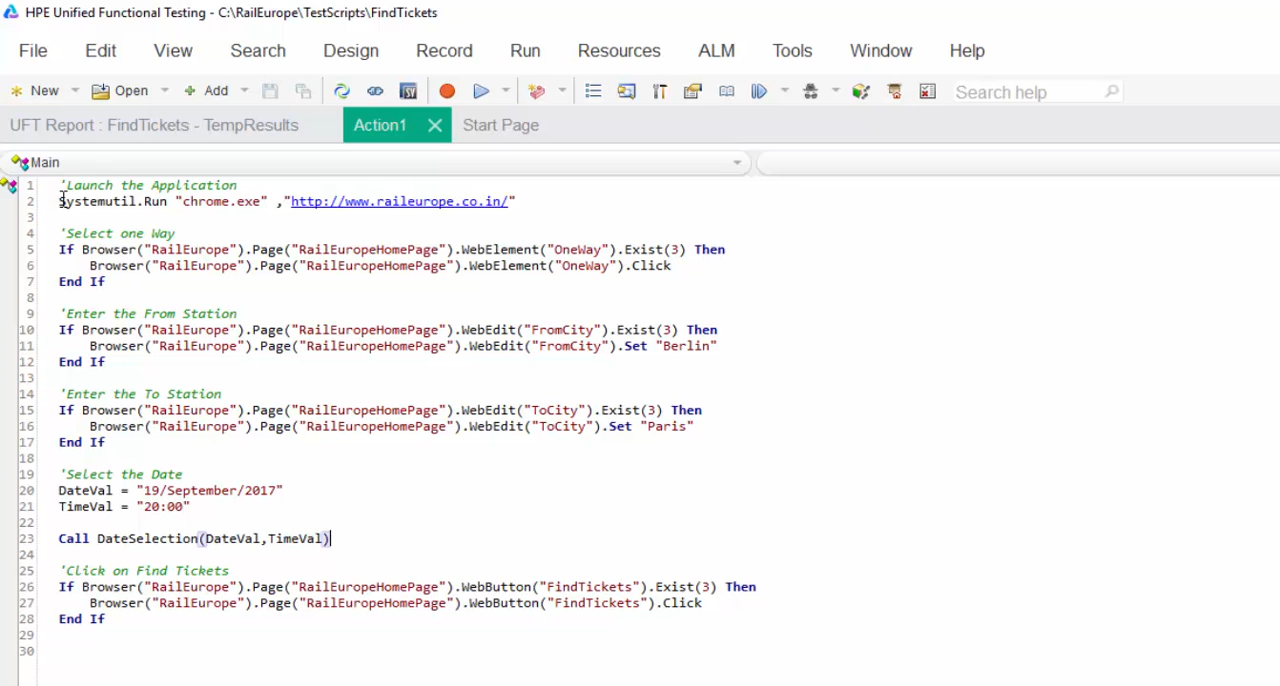 HPE Unified Functional Testing - C:\RailEurope\TestScripts\FindTickets
File Edit View Search Design Record Run Resources ALM Tools Window Help
New Open Add SV Search help
UFT Report : FindTickets - TempResults Action1 Start Page
Main
1 'Launch the Application
2 Systemutil.Run "chrome.exe" ,"http://www.raileurope.co.in/"
3
4 'Select one Way
5 If Browser("RailEurope").Page("RailEuropeHomePage").WebElement("OneWay").Exist(3) Then
6 Browser("RailEurope").Page("RailEuropeHomePage").WebElement("OneWay").Click
7 End If
8
9 'Enter the From Station
10 If Browser("RailEurope").Page("RailEuropeHomePage").WebEdit("FromCity").Exist(3) Then
11 Browser("RailEurope").Page("RailEuropeHomePage").WebEdit("FromCity").Set "Berlin"
12 End If
13
14 'Enter the To Station
15 If Browser("RailEurope").Page("RailEuropeHomePage").WebEdit("ToCity").Exist(3) Then
16 Browser("RailEurope").Page("RailEuropeHomePage").WebEdit("ToCity").Set "Paris"
17 End If
18
19 'Select the Date
20 DateVal = "19/September/2017"
21 TimeVal = "20:00"
22
23 Call DateSelection(DateVal,TimeVal)
24
25 'Click on Find Tickets
26 If Browser("RailEurope").Page("RailEuropeHomePage").WebButton("FindTickets").Exist(3) Then
27 Browser("RailEurope").Page("RailEuropeHomePage").WebButton("FindTickets").Click
28 End If
29
30